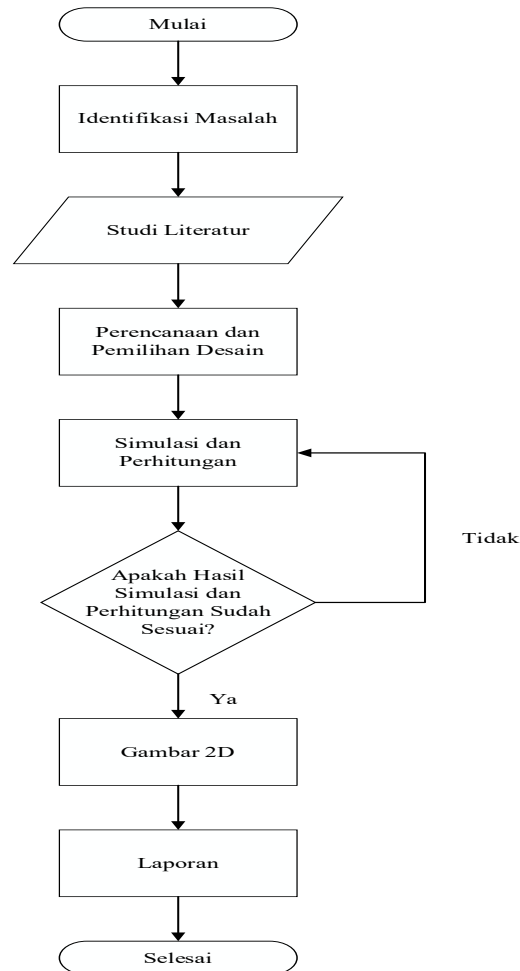 Mulai
Identifikasi Masalah
Studi Literatur
Perencanaan dan
Pemilihan Desain
Simulasi dan
Perhitungan
Tidak
Apakah Hasil
Simulasi dan
Perhitungan Sudah
Sesuai?
Ya
Gambar 2D
Laporan
Selesai